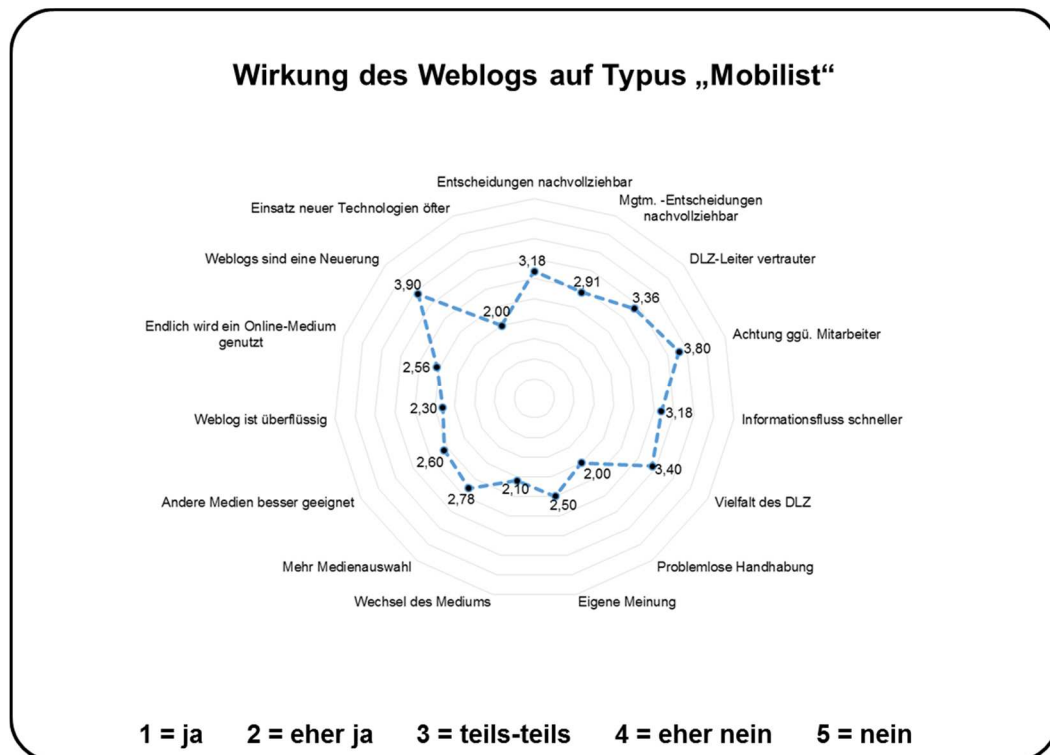 Wirkung des Weblogs auf Typus „Mobilist“
Entscheidungen nachvollziehbar
Mgtm. -Entscheidungen
nachvollziehbar
DLZ-Leiter vertrauter
Achtung ggü. Mitarbeiter
Informationsfluss schneller
Vielfalt des DLZ
Problemlose Handhabung
Eigene Meinung
Wechsel des Mediums
Mehr Medienauswahl
Andere Medien besser geeignet
Weblog ist überflüssig
Endlich wird ein Online-Medium
genutzt
Weblogs sind eine Neuerung
Einsatz neuer Technologien öfter
3,18
2,91
3,36
3,80
3,18
3,40
2,00
2,50
2,10
2,78
2,60
2,30
2,56
3,90
2,00
1 = ja 2 = eher ja 3 = teils-teils 4 = eher nein 5 = nein